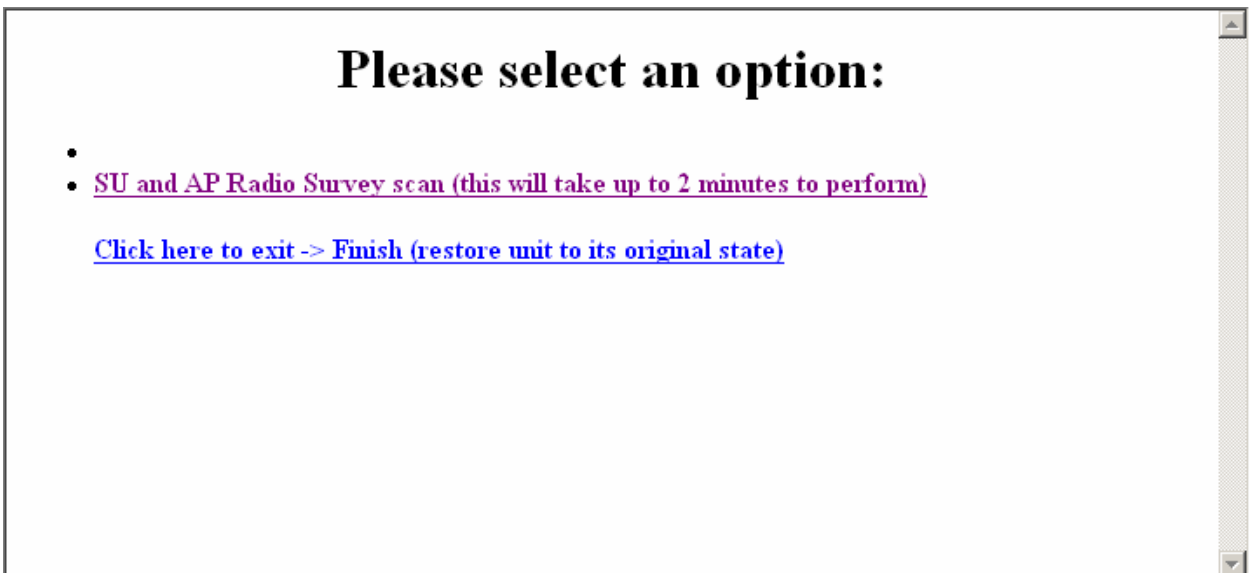 Please select an option:
SU and AP Radio Survey scan (this will take up to 2 minutes to perform)
Click here to exit -> Finish (restore unit to its original state)